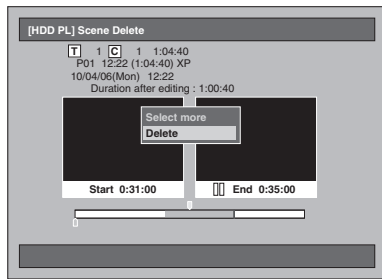 [HDD PL] Scene Delete
T 1 C 1 1:04:40
P01 12:22 (1:04:40) XP
10/04/06(Mon) 12:22
Duration after editing : 1:00:40
Select more
Delete
Start 0:31:00
End 0:35:00